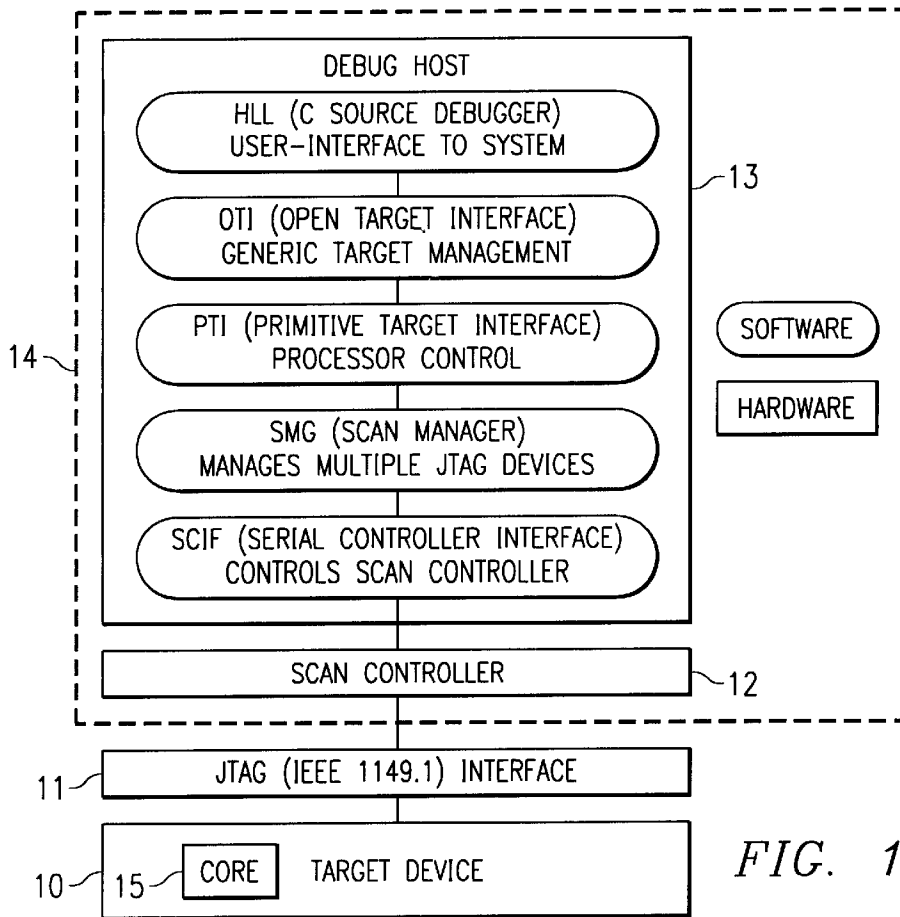 DEBUG HOST
HLL (C SOURCE DEBUGGER)
USER-INTERFACE TO SYSTEM
13
OTI (OPEN TARGET INTERFACE)
GENERIC TARGET MANAGEMENT
PTI (PRIMITIVE TARGET INTERFACE)
PROCESSOR CONTROL
SOFTWARE
14
HARDWARE
SMG (SCAN MANAGER)
MANAGES MULTIPLE JTAG DEVICES
SCIF (SERIAL CONTROLLER INTERFACE)
CONTROLS SCAN CONTROLLER
SCAN CONTROLLER
12
JTAG (IEEE 1149.1) INTERFACE
11
10
15
CORE
TARGET DEVICE
FIG. 1